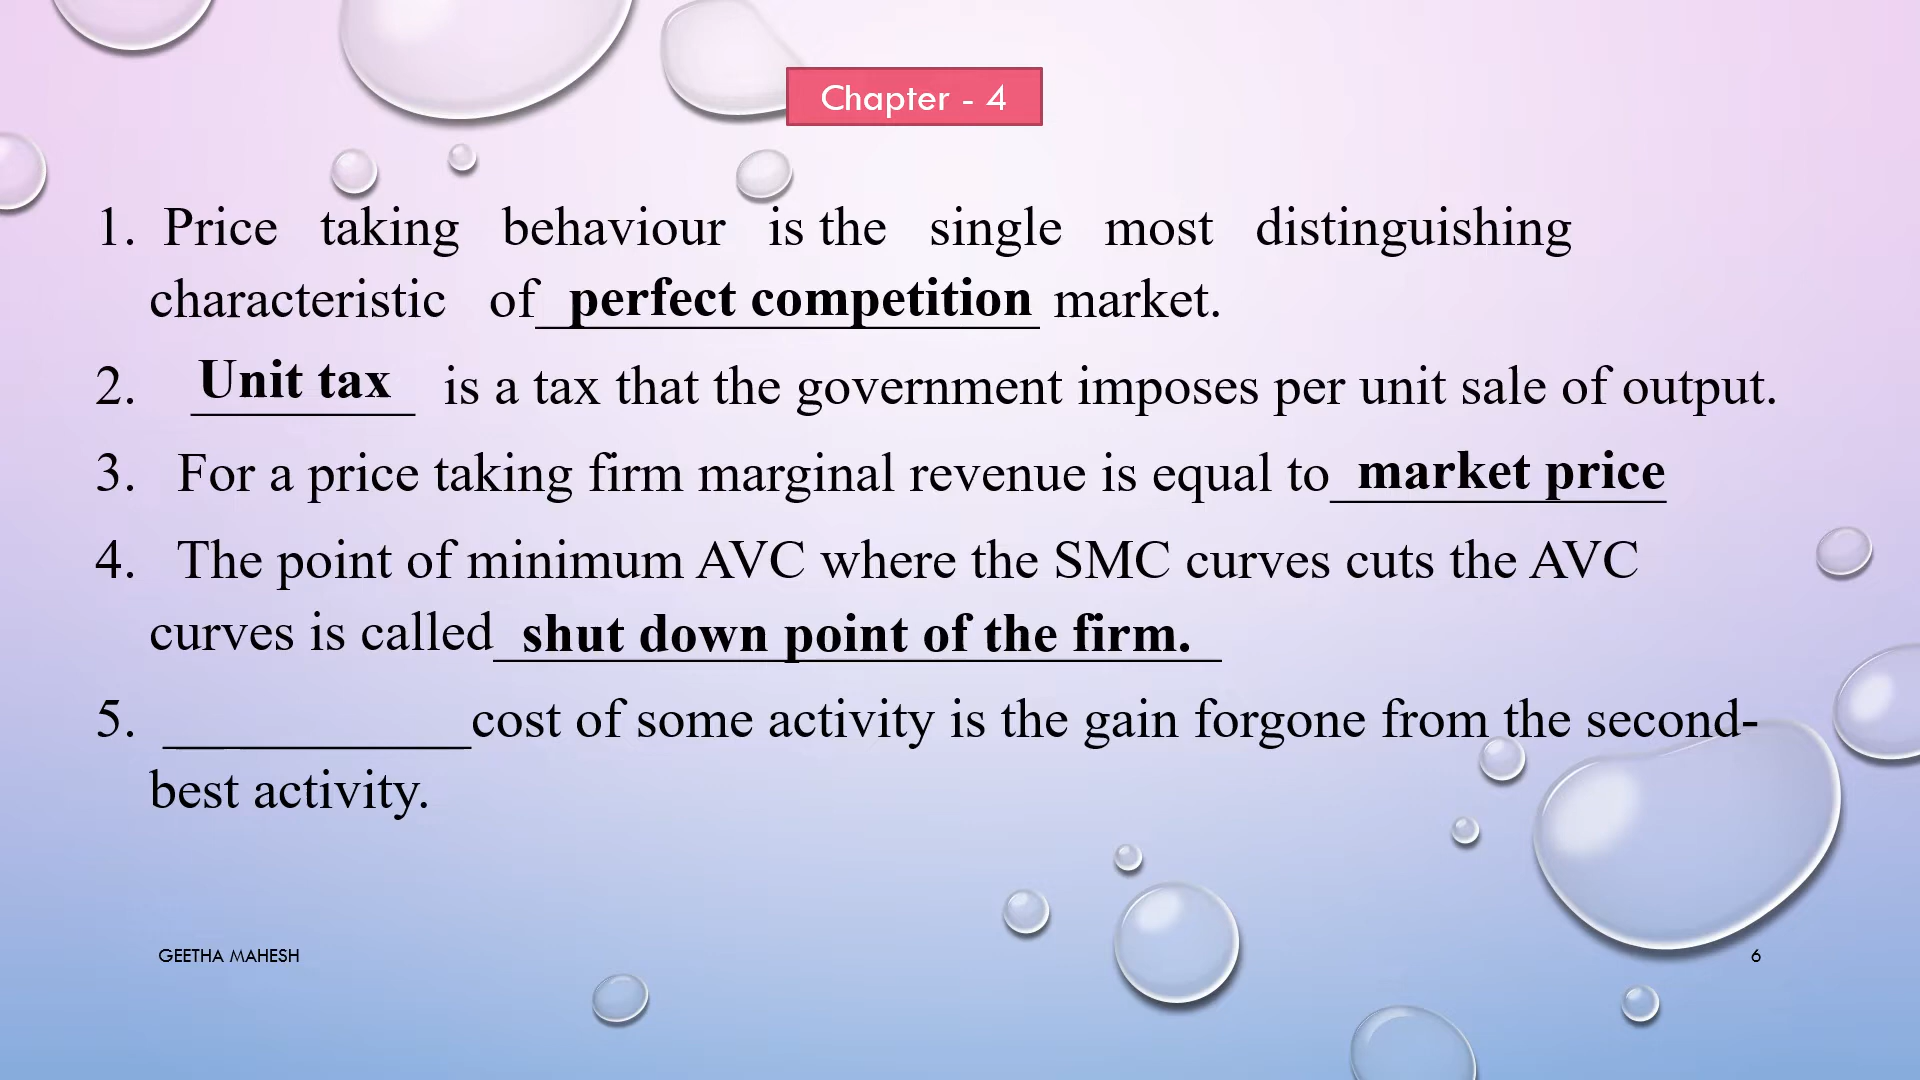 Chapter - 4
1. Price taking behaviour is the single most distinguishing
characteristic of perfect competition market.
2. Unit tax is a tax that the government imposes per unit sale of output.
3. For a price taking firm marginal revenue is equal to market price
4. The point of minimum AVC where the SMC curves cuts the AVC
curves is called shut down point of the firm.
5. ___________cost of some activity is the gain forgone from the second-
best activity.
GEETHA MAHESH
6